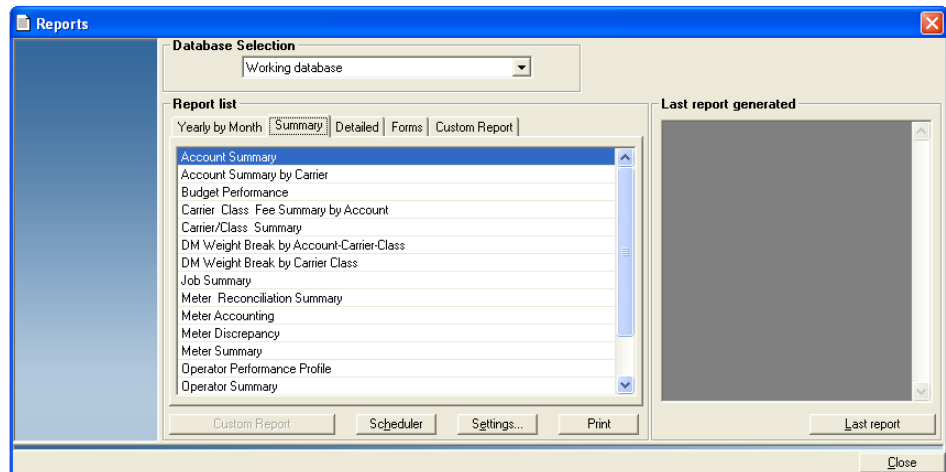 Reports
Database Selection
Working database
Report list
Yearly by Month Summary Detailed Forms Custom Report
Account Summary
Account Summary by Carrier
Budget Performance
Carrier Class Fee Summary by Account
Carrier/Class Summary
DM Weight Break by Account-Carrier-Class
DM Weight Break by Carrier Class
Job Summary
Meter Reconciliation Summary
Meter Accounting
Meter Discrepancy
Meter Summary
Operator Performance Profile
Operator Summary
Custom Report Scheduler Settings... Print
Last report generated
Last report
Close